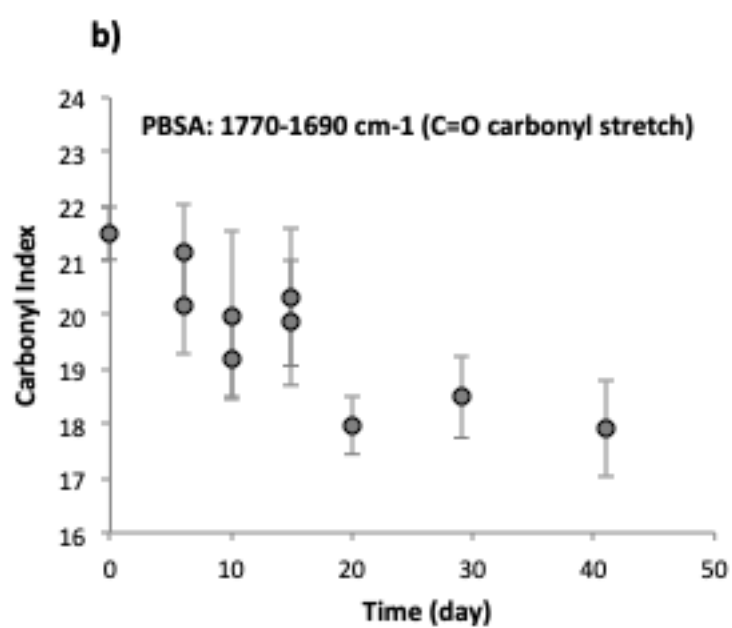 b)
PBSA: 1770-1690 cm-1 (C=O carbonyl stretch)
24
23
22
21
20
19
18
17
16
Carbonyl Index
0 10 20 30 40 50
Time (day)